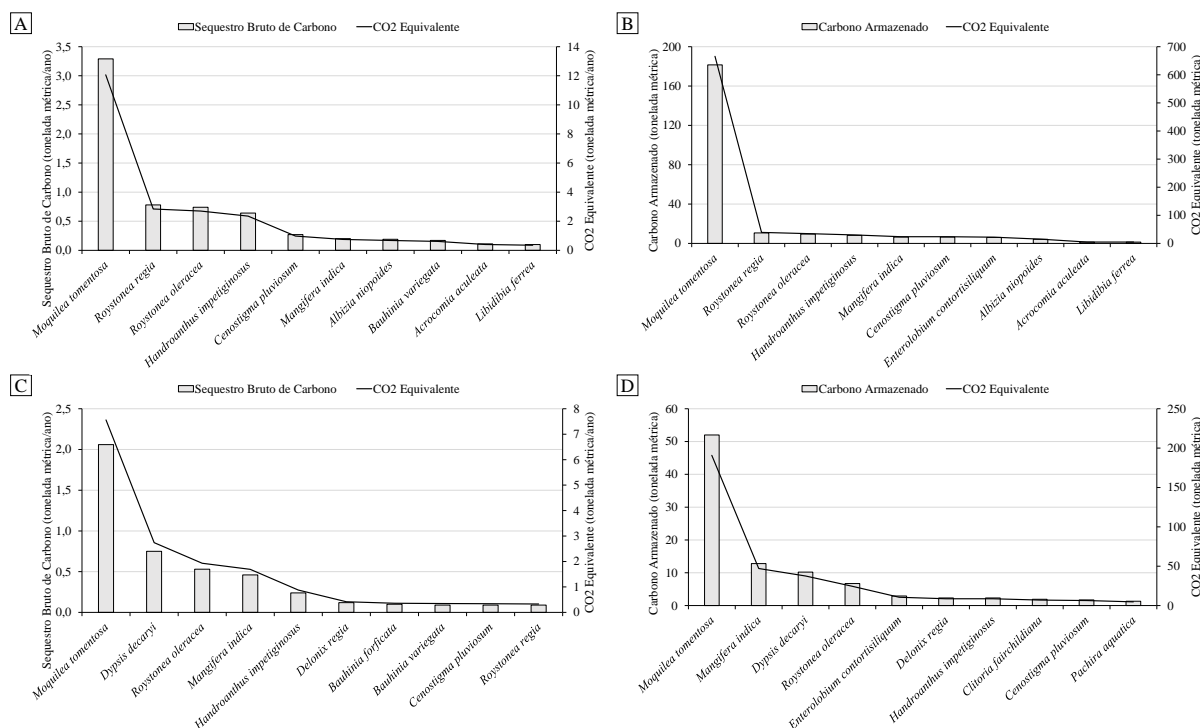 A
Sequestro Bruto de Carbono
CO2 Equivalente
Sequestro Bruto de Carbono (tonelada métrica/ano)
3,5
3,0
2,5
2,0
1,5
1,0
0,5
0,0
14
12
10
8
6
4
2
0
CO2 Equivalente (tonelada métrica/ano)
Moquilea tomentosa
Roystonea regia
Roystonea oleracea
Handroanthus impetiginosus
Cenostigma pluviosum
Mangifera indica
Albizia niopoides
Bauhinia variegata
Acrocomia aculeata
Libidibia ferrea
B
Carbono Armazenado
CO2 Equivalente
Carbono Armazenado (tonelada métrica)
200
160
120
80
40
0
700
600
500
400
300
200
100
0
CO2 Equivalente (tonelada métrica)
Moquilea tomentosa
Roystonea regia
Roystonea oleracea
Handroanthus impetiginosus
Mangifera indica
Cenostigma pluviosum
Enterolobium contortisiliquum
Albizia niopoides
Acrocomia aculeata
Libidibia ferrea
C
Sequestro Bruto de Carbono
CO2 Equivalente
Sequestro Bruto de Carbono (tonelada métrica/ano)
2,5
2,0
1,5
1,0
0,5
0,0
8
7
6
5
4
3
2
1
0
CO2 Equivalente (tonelada métrica/ano)
Moquilea tomentosa
Dypsis decaryi
Roystonea oleracea
Mangifera indica
Handroanthus impetiginosus
Delonix regia
Bauhinia forficata
Bauhinia variegata
Cenostigma pluviosum
Roystonea regia
D
Carbono Armazenado
CO2 Equivalente
Carbono Armazenado (tonelada métrica)
60
50
40
30
20
10
0
250
200
150
100
50
0
CO2 Equivalente (tonelada métrica)
Moquilea tomentosa
Mangifera indica
Dypsis decaryi
Roystonea oleracea
Enterolobium contortisiliquum
Delonix regia
Handroanthus impetiginosus
Clitoria fairchildiana
Cenostigma pluviosum
Pachira aquatica